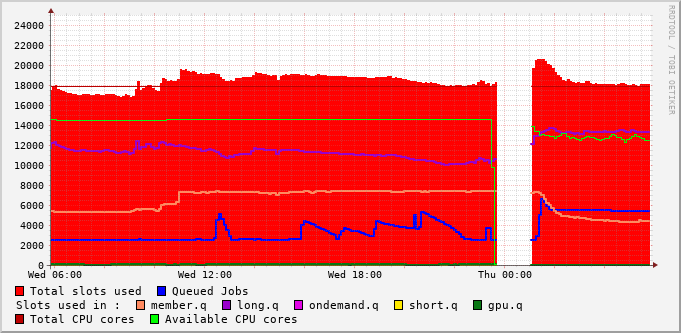 RRDTOOL / TOBI OETIKER
24000
22000
20000
18000
16000
14000
12000
10000
8000
6000
4000
2000
0
Wed 06:00 Wed 12:00 Wed 18:00 Thu 00:00
Total slots used Queued Jobs
Slots used in : member.q long.q ondemand.q short.q gpu.q
Total CPU cores Available CPU cores